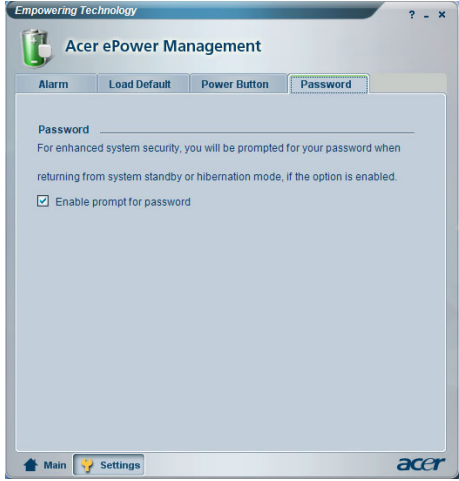 Empowering Technology
? - x
Acer ePower Management
Alarm Load Default Power Button Password
Password
For enhanced system security, you will be prompted for your password when
returning from system standby or hibernation mode, if the option is enabled.
Enable prompt for password
Main Settings acer